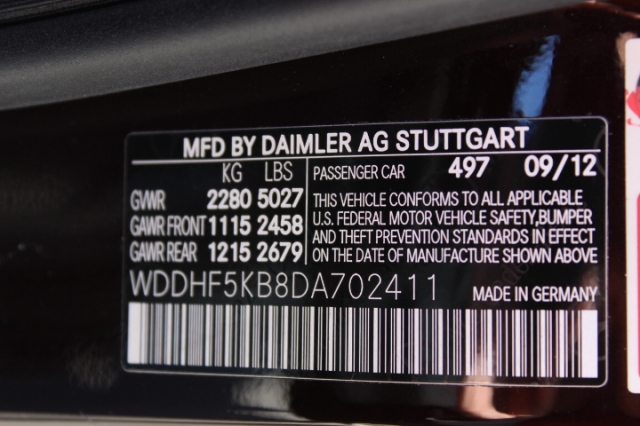 MFD BY DAIMLER AG STUTTGART
KG LBS
GVWR 2280 5027
GAWR FRONT 1115 2458
GAWR REAR 1215 2679
PASSENGER CAR 497 09/12
THIS VEHICLE CONFORMS TO ALL APPLICABLE
U.S. FEDERAL MOTOR VEHICLE SAFETY,BUMPER
AND THEFT PREVENTION STANDARDS IN EFFECT
ON THE DATE OF MANUFACTURE SHOWN ABOVE
WDDHF5KB8DA702411 MADE IN GERMANY